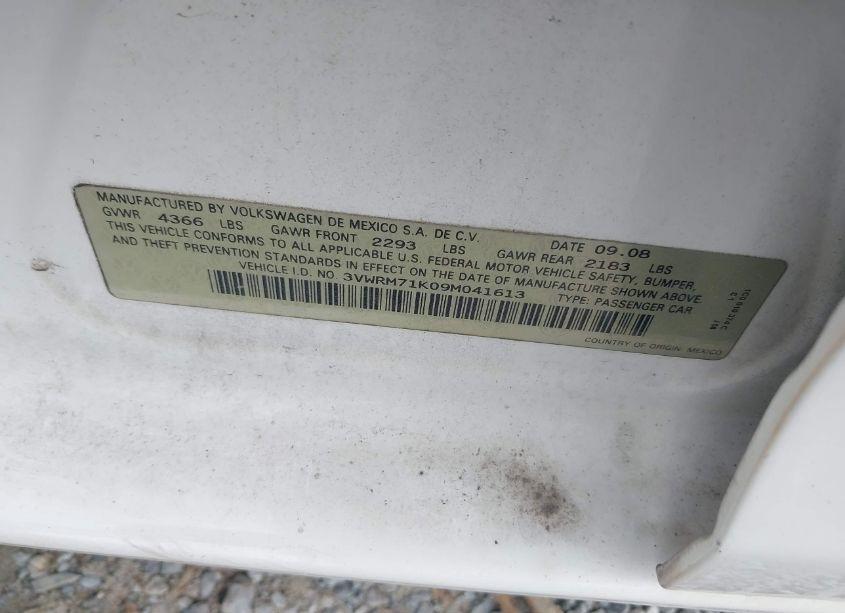 MANUFACTURED BY VOLKSWAGEN DE MEXICO S.A. DE C.V. DATE 09.08
GVWR 4366 LBS GAWR FRONT 2293 LBS GAWR REAR 2183 LBS
THIS VEHICLE CONFORMS TO ALL APPLICABLE U.S. FEDERAL MOTOR VEHICLE SAFETY, BUMPER,
AND THEFT PREVENTION STANDARDS IN EFFECT ON THE DATE OF MANUFACTURE SHOWN ABOVE
VEHICLE I.D. NO. 3VWRM71K09M041613 TYPE: PASSENGER CAR
COUNTRY OF ORIGIN: MEXICO